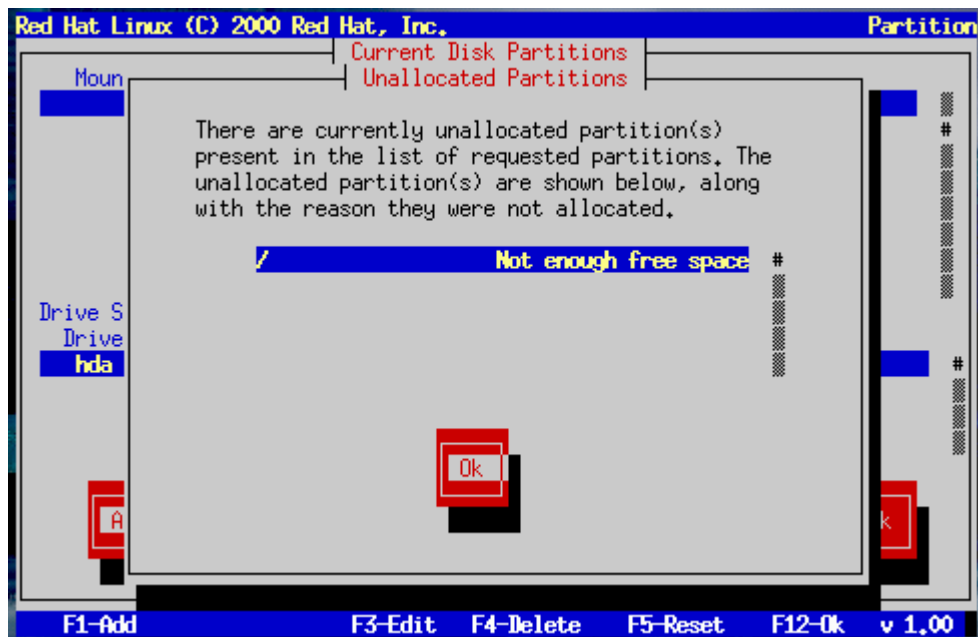 Red Hat Linux (C) 2000 Red Hat, Inc. Partition
Current Disk Partitions
Unallocated Partitions
Moun
There are currently unallocated partition(s)
present in the list of requested partitions. The
unallocated partition(s) are shown below, along
with the reason they were not allocated.
/ Not enough free space #
#
Drive S
Drive
hda #
Ok
A k
F1-Add F3-Edit F4-Delete F5-Reset F12-Ok v 1.00